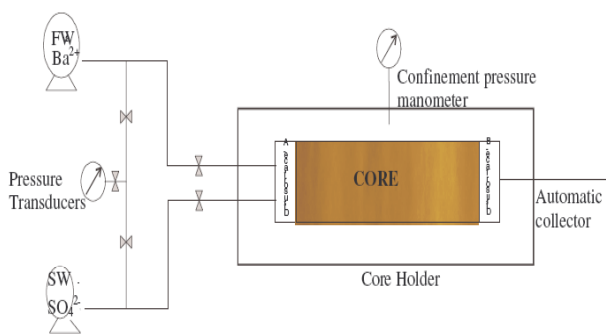 FW
Ba²⁺
Confinement pressure
manometer
CORE
Pressure
Transducers
Automatic
collector
SW
SO₄²⁻
Core Holder